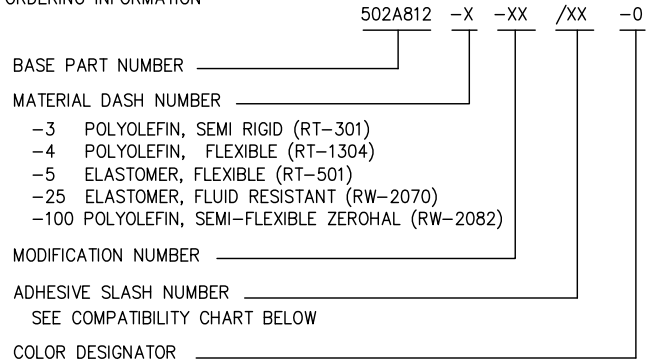 ORDERING INFORMATION
502A812 -X -XX /XX -0
BASE PART NUMBER
MATERIAL DASH NUMBER
-3 POLYOLEFIN, SEMI RIGID (RT-301)
-4 POLYOLEFIN, FLEXIBLE (RT-1304)
-5 ELASTOMER, FLEXIBLE (RT-501)
-25 ELASTOMER, FLUID RESISTANT (RW-2070)
-100 POLYOLEFIN, SEMI-FLEXIBLE ZEROHAL (RW-2082)
MODIFICATION NUMBER
ADHESIVE SLASH NUMBER
SEE COMPATIBILITY CHART BELOW
COLOR DESIGNATOR